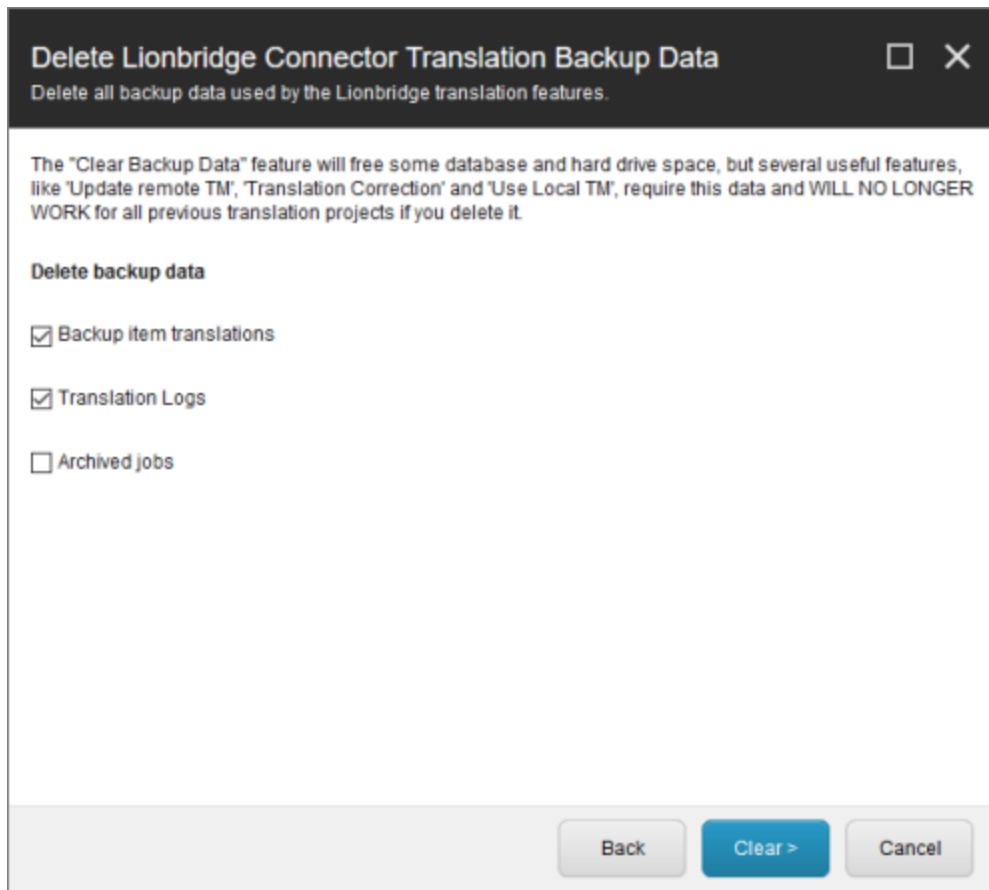 Delete Lionbridge Connector Translation Backup Data
Delete all backup data used by the Lionbridge translation features.
The "Clear Backup Data" feature will free some database and hard drive space, but several useful features,
like 'Update remote TM', 'Translation Correction' and 'Use Local TM', require this data and WILL NO LONGER
WORK for all previous translation projects if you delete it.
Delete backup data
Backup item translations
Translation Logs
Archived jobs
Back
Clear >
Cancel